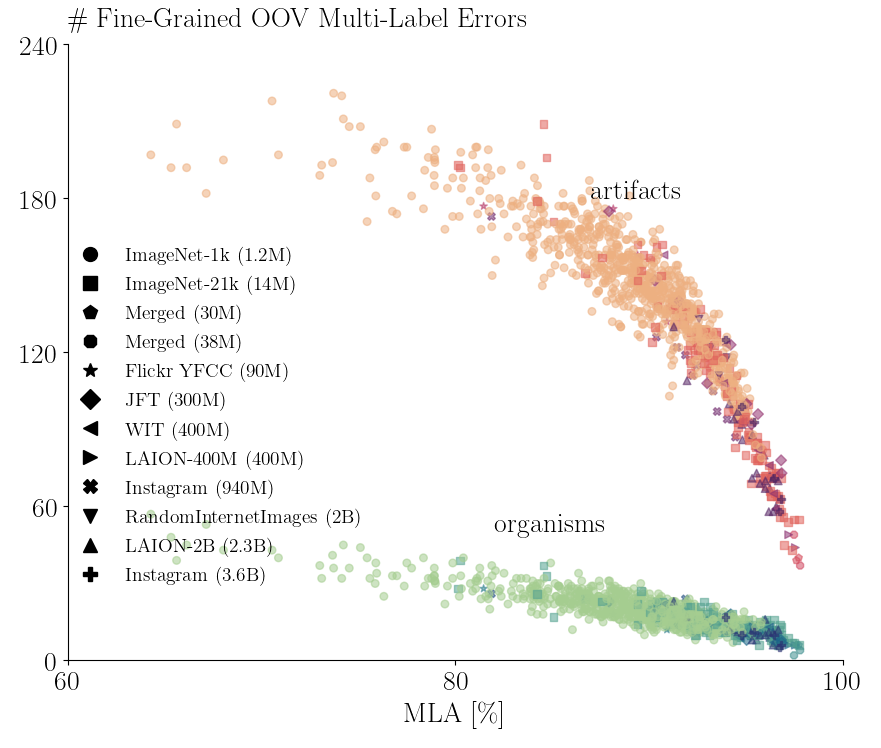 # Fine-Grained OOV Multi-Label Errors
240
180
120
60
0
artifacts
organisms
ImageNet-1k (1.2M)
ImageNet-21k (14M)
Merged (30M)
Merged (38M)
Flickr YFCC (90M)
JFT (300M)
WIT (400M)
LAION-400M (400M)
Instagram (940M)
RandomInternetImages (2B)
LAION-2B (2.3B)
Instagram (3.6B)
60
80
100
MLA [%]